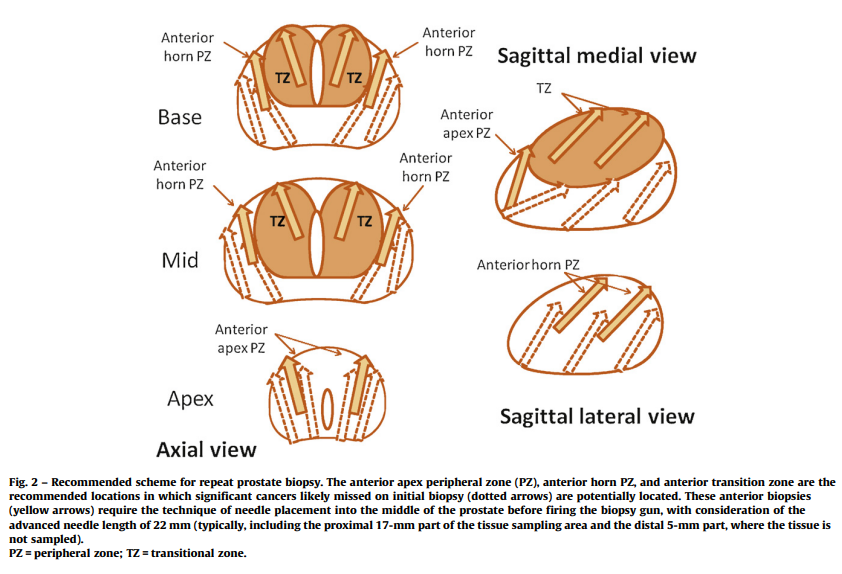 Anterior
horn PZ
Anterior
horn PZ
TZ
TZ
Base
Anterior
horn PZ
Anterior
horn PZ
TZ
TZ
Mid
Anterior
apex PZ
Apex
Axial view
Sagittal medial view
TZ
Anterior
apex PZ
Anterior horn PZ
Sagittal lateral view
Fig. 2 – Recommended scheme for repeat prostate biopsy. The anterior apex peripheral zone (PZ), anterior horn PZ, and anterior transition zone are the
recommended locations in which significant cancers likely missed on initial biopsy (dotted arrows) are potentially located. These anterior biopsies
(yellow arrows) require the technique of needle placement into the middle of the prostate before firing the biopsy gun, with consideration of the
advanced needle length of 22 mm (typically, including the proximal 17-mm part of the tissue sampling area and the distal 5-mm part, where the tissue is
not sampled).
PZ = peripheral zone; TZ = transitional zone.